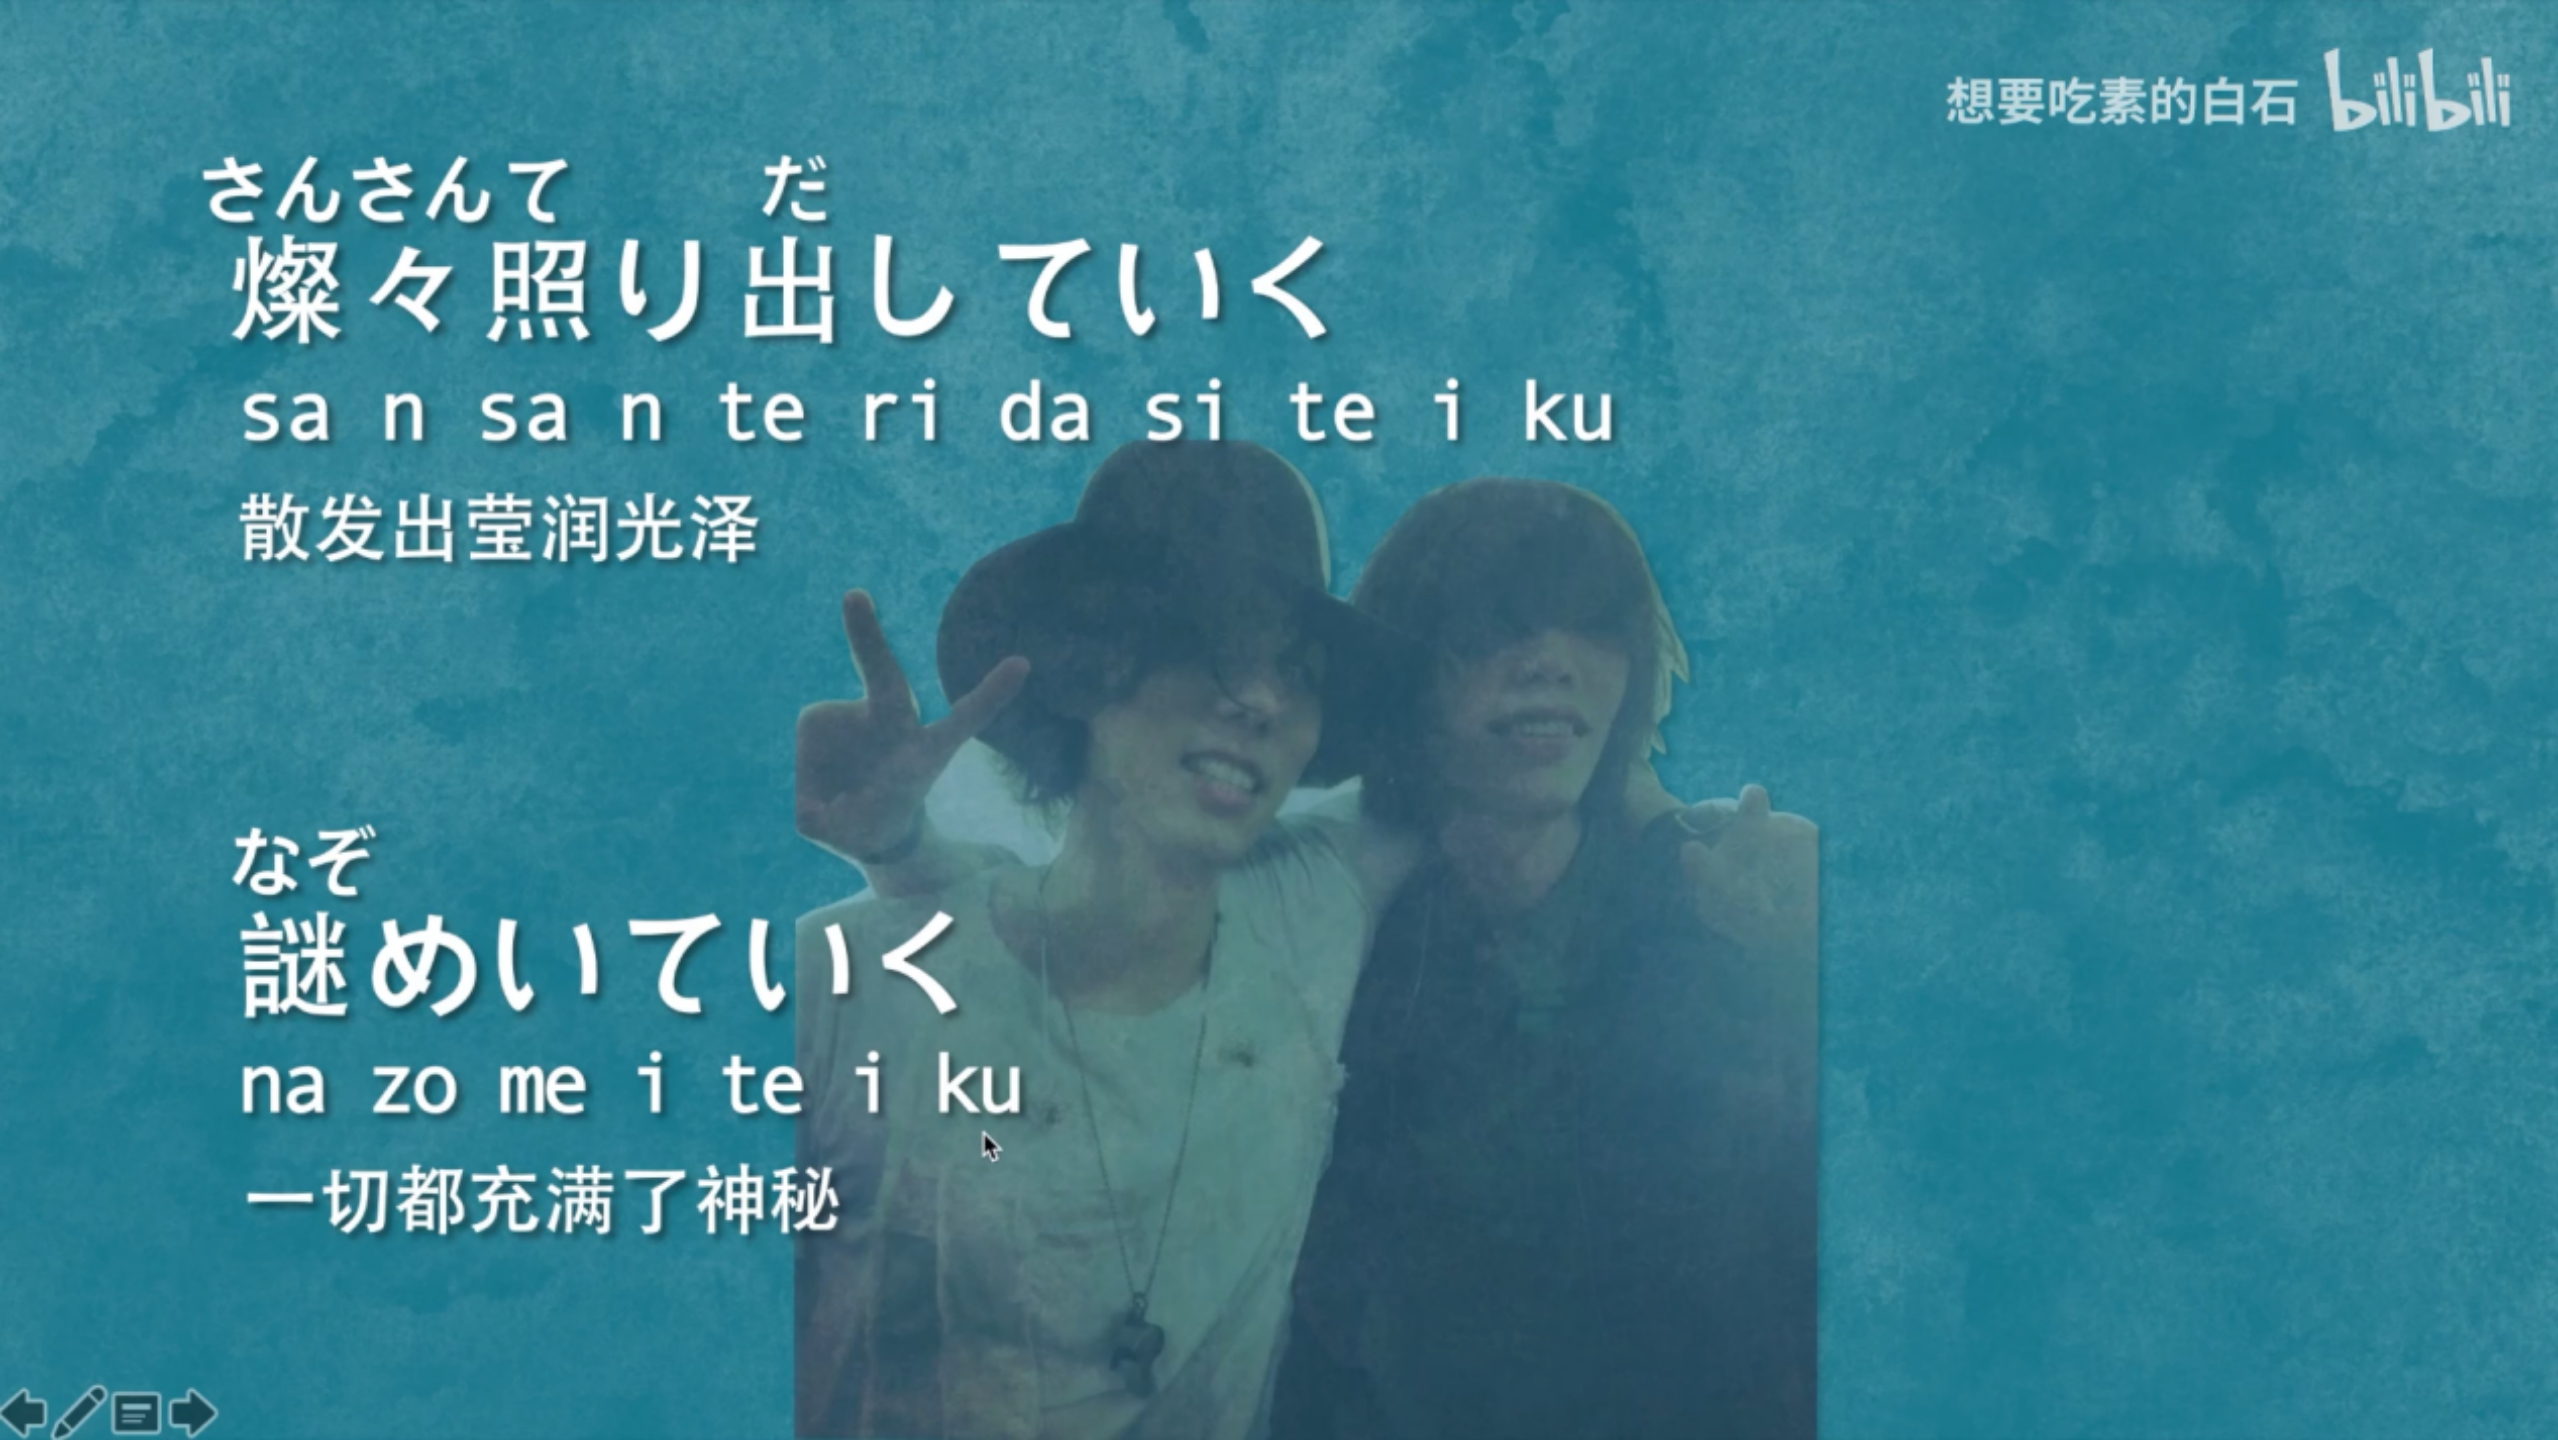 想要吃素的白石 bilibili
さんさんて だ
燦々照り出していく
sa n sa n te ri da si te i ku
散发出莹润光泽
なぞ
謎めいていく
na zo me i te i ku
一切都充满了神秘